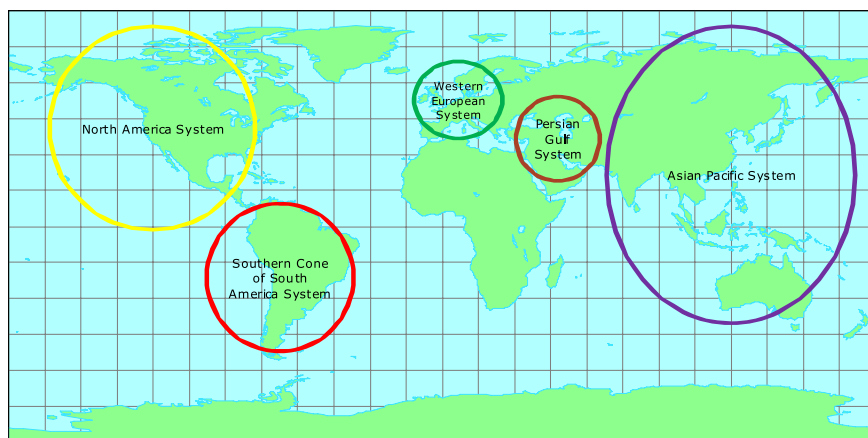 North America System
Western
European
System
Persian
Gulf
System
Asian Pacific System
Southern Cone
of South
America System